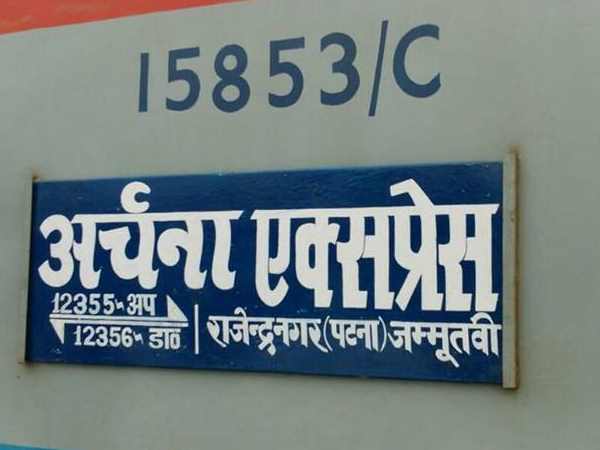 15853/C
अर्चना एक्सप्रेस
12355~अप
12356~डा० | राजेन्द्रनगर(पटना)जम्मूतवी